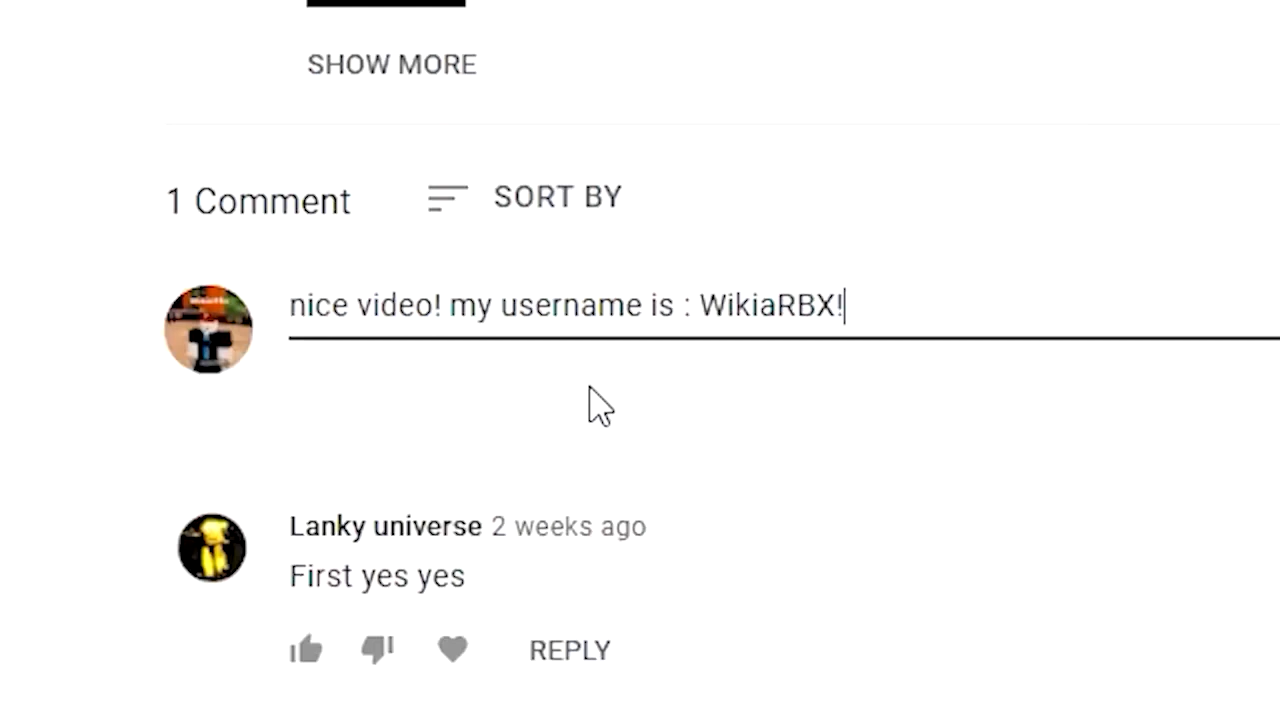 SHOW MORE
1 Comment
SORT BY
nice video! my username is : WikiaRBX!
Lanky universe 2 weeks ago
First yes yes
REPLY